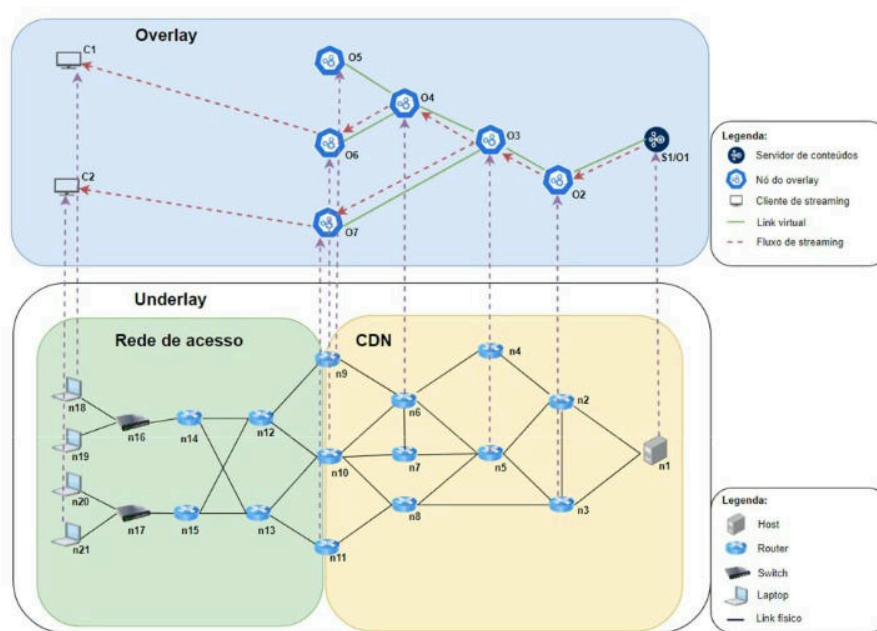 Overlay
C1
O5
O4
O3
O6
S1/O1
C2
O2
O7
Legenda:
Servidor de conteúdos
Nó do overlay
Cliente de streaming
Link virtual
Fluxo de streaming
Underlay
Rede de acesso
CDN
n4
n9
n18
n6
n2
n16
n14
n12
n19
n10
n7
n5
n1
n20
n17
n15
n13
n8
n3
n21
n11
Legenda:
Host
Router
Switch
Laptop
Link físico